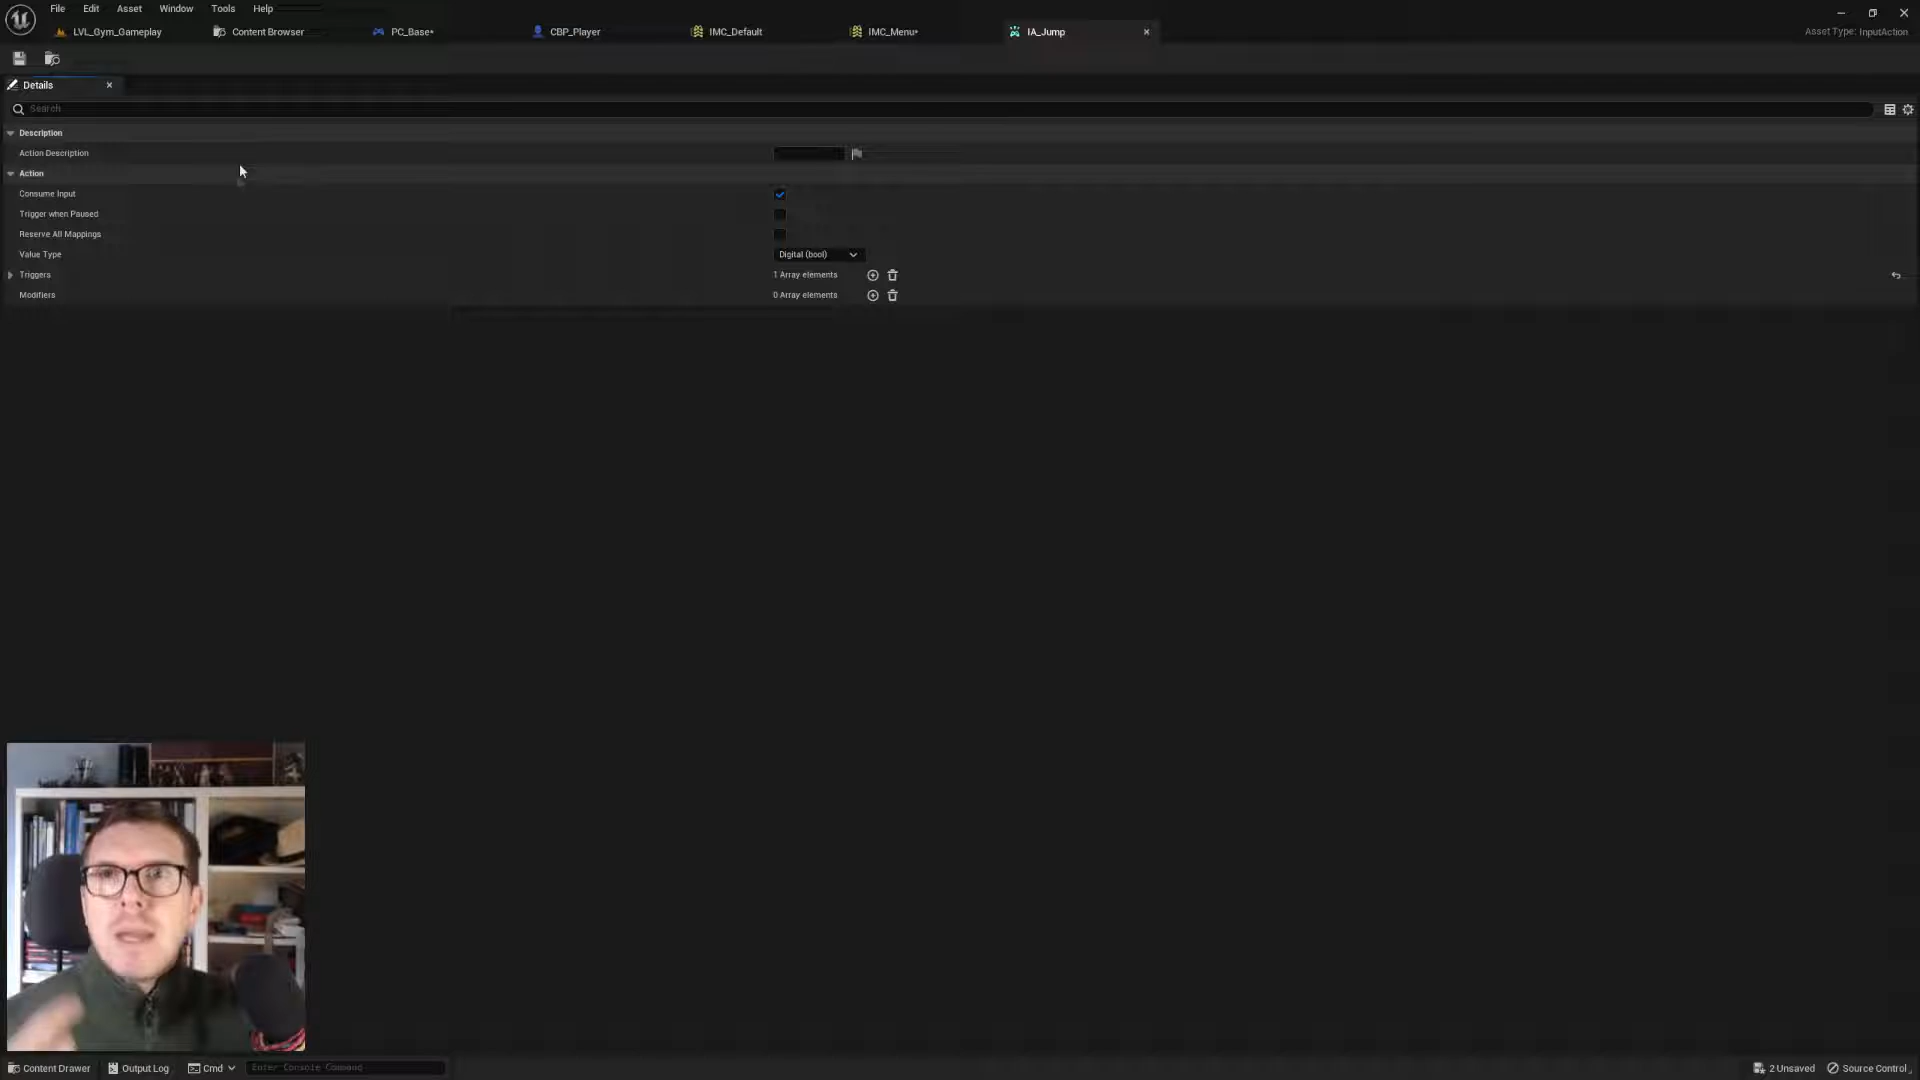 File Edit Asset Window Tools Help
LVL_Gym_Gameplay Content Browser PC_Base* CBP_Player IMC_Default IMC_Menu* IA_Jump Asset Type: InputAction
Details
Search
Description
Action Description
Action
Consume Input
Trigger when Paused
Reserve All Mappings
Value Type Digital (bool)
Triggers 1 Array elements
Modifiers 0 Array elements
Content Drawer Output Log Cmd Enter Console Command 2 Unsaved Source Control